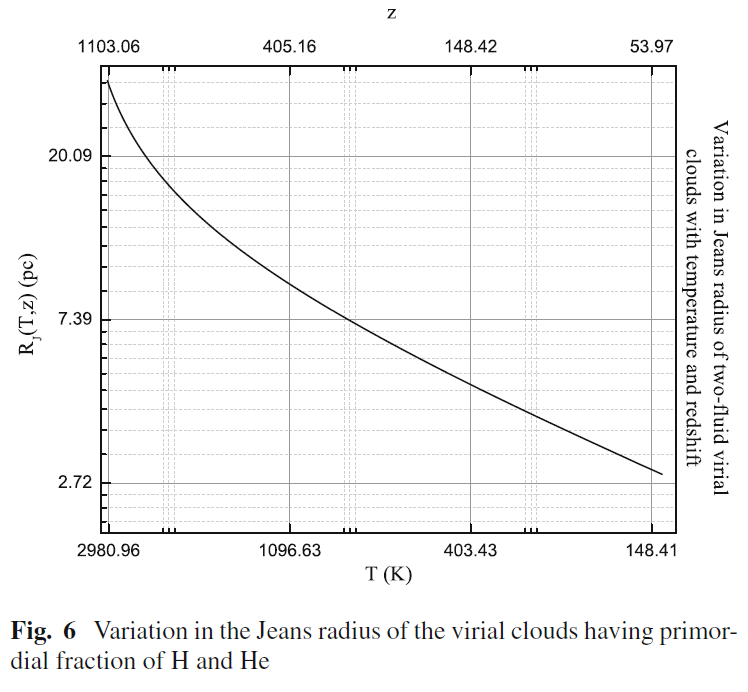 z
1103.06 405.16 148.42 53.97
20.09
7.39
2.72
R_J(T,z) (pc)
2980.96 1096.63 403.43 148.41
T (K)
Variation in Jeans radius of two-fluid virial
clouds with temperature and redshift
Fig. 6 Variation in the Jeans radius of the virial clouds having primor-
dial fraction of H and He